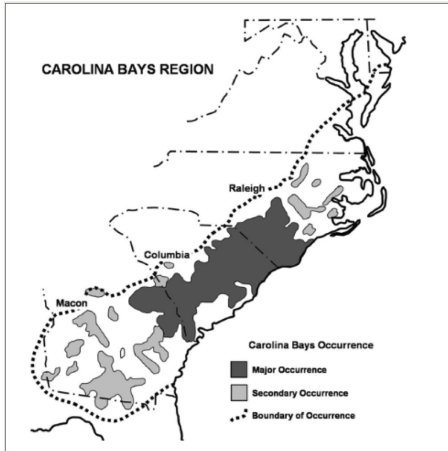 CAROLINA BAYS REGION
Raleigh
Columbia
Macon
Carolina Bays Occurrence
Major Occurrence
Secondary Occurrence
Boundary of Occurrence